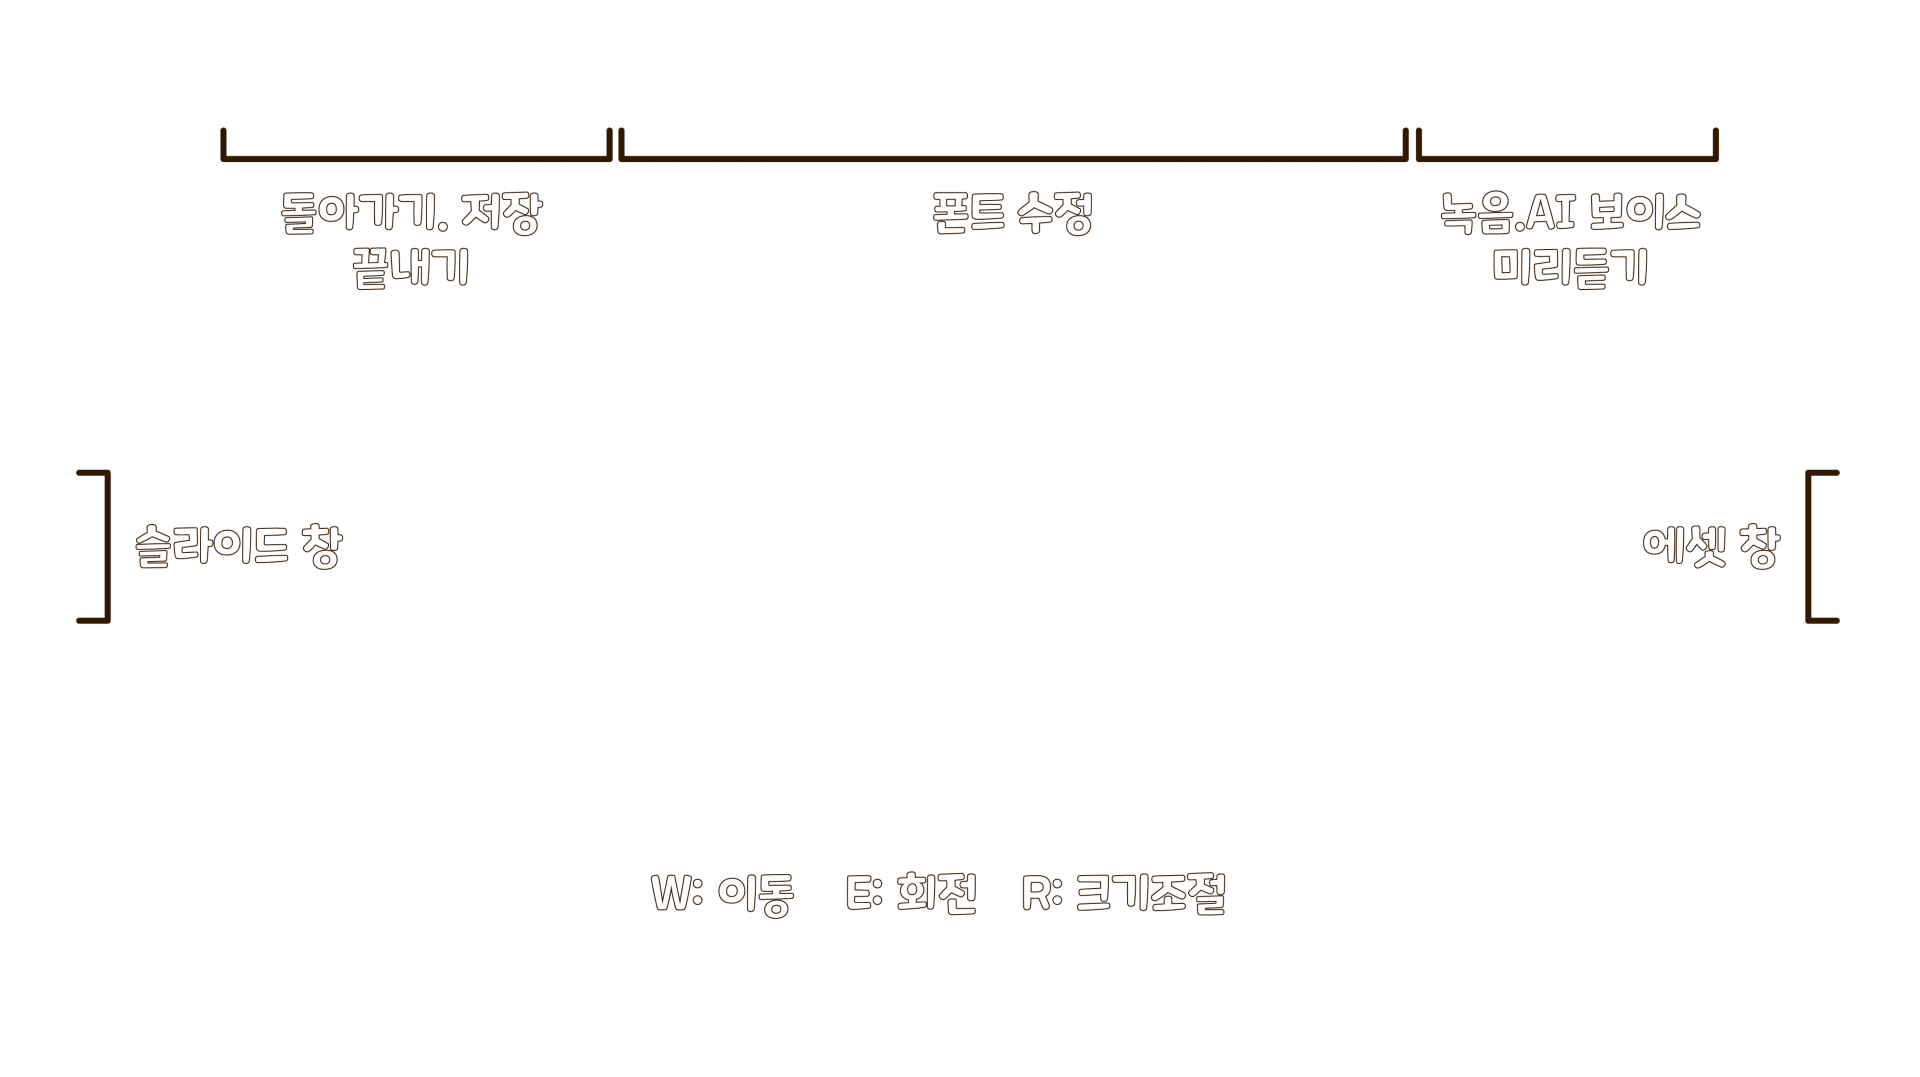 돌아가기. 저장
끝내기
폰트 수정
녹음.AI 보이스
미리듣기
슬라이드 창
에셋 창
W: 이동 E: 회전 R: 크기조절